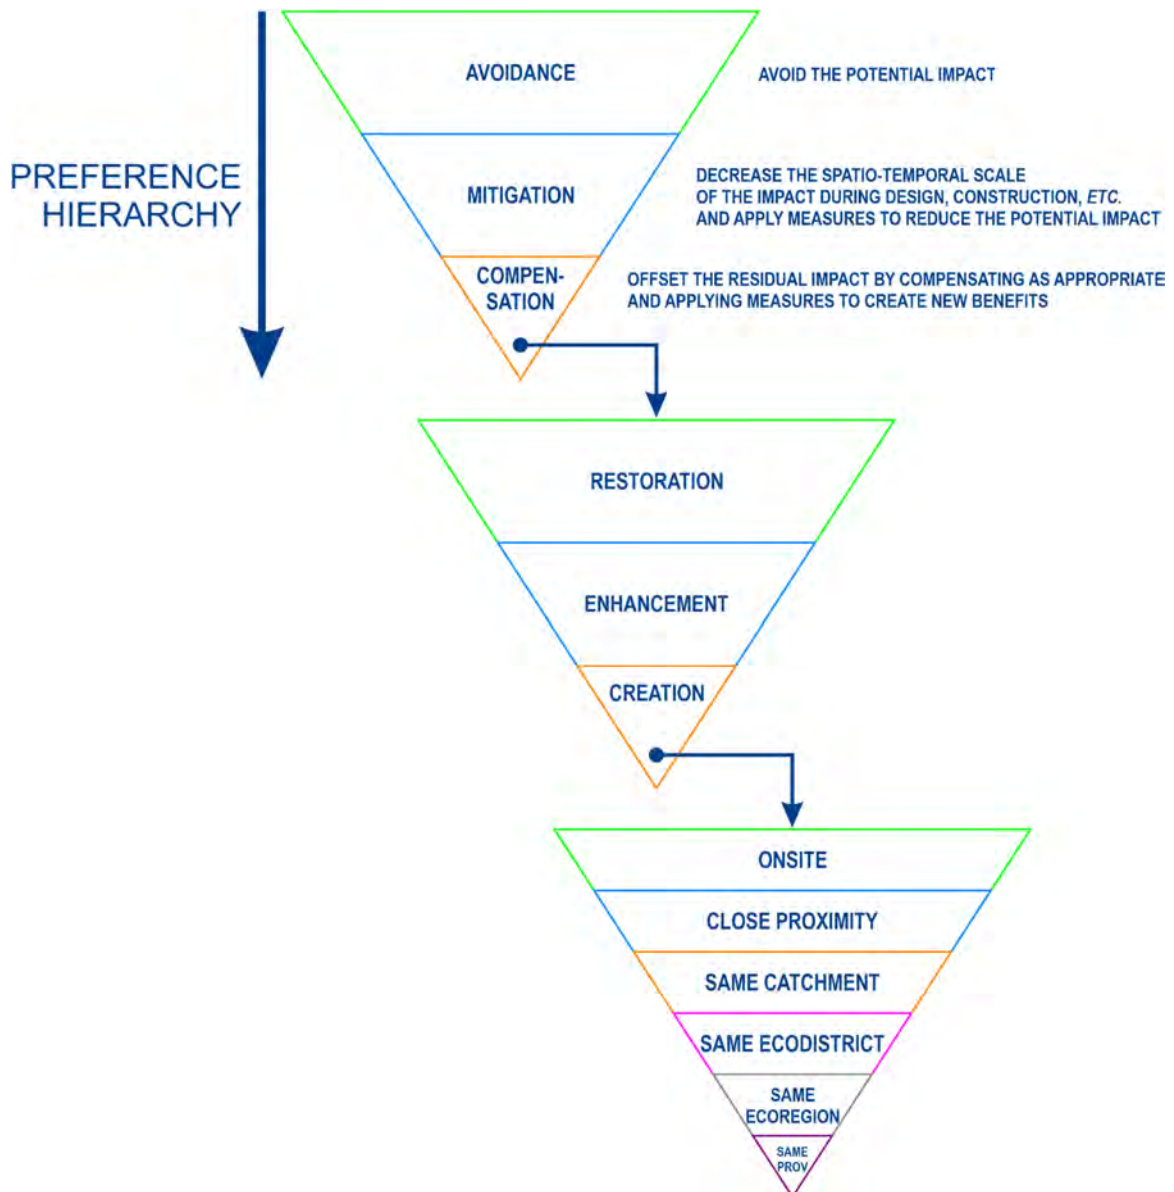 AVOIDANCE
AVOID THE POTENTIAL IMPACT
PREFERENCE
HIERARCHY
MITIGATION
DECREASE THE SPATIO-TEMPORAL SCALE
OF THE IMPACT DURING DESIGN, CONSTRUCTION, ETC.
AND APPLY MEASURES TO REDUCE THE POTENTIAL IMPACT
COMPEN-
SATION
OFFSET THE RESIDUAL IMPACT BY COMPENSATING AS APPROPRIATE
AND APPLYING MEASURES TO CREATE NEW BENEFITS
RESTORATION
ENHANCEMENT
CREATION
ONSITE
CLOSE PROXIMITY
SAME CATCHMENT
SAME ECODISTRICT
SAME
ECOREGION
SAME
PROV.